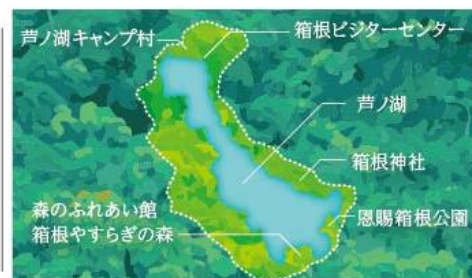 芦ノ湖キャンプ村
箱根ビジターセンター
芦ノ湖
箱根神社
恩賜箱根公園
森のふれあい館
箱根やすらぎの森